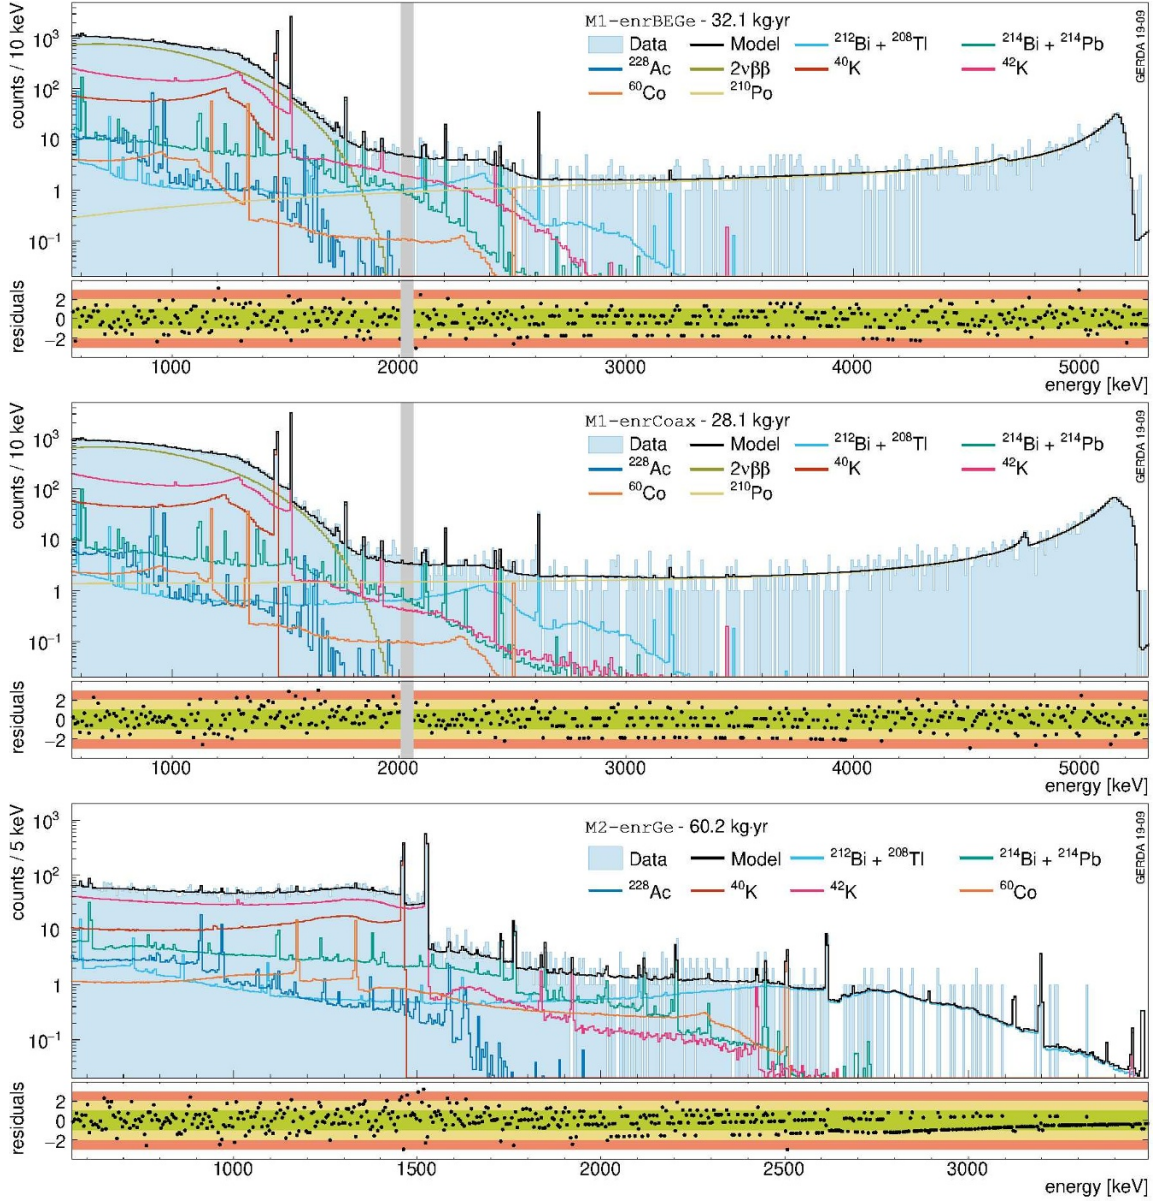 M1-enrBEGe - 32.1 kg·yr
Data Model ²¹²Bi + ²⁰⁸Tl ²¹⁴Bi + ²¹⁴Pb
²²⁸Ac 2νββ ⁴⁰K ⁴²K
⁶⁰Co ²¹⁰Po
GERDA 19-09
counts / 10 keV
10³
10²
10
1
10⁻¹
residuals
2
0
−2
1000 2000 3000 4000 5000
energy [keV]
M1-enrCoax - 28.1 kg·yr
Data Model ²¹²Bi + ²⁰⁸Tl ²¹⁴Bi + ²¹⁴Pb
²²⁸Ac 2νββ ⁴⁰K ⁴²K
⁶⁰Co ²¹⁰Po
GERDA 19-09
counts / 10 keV
10³
10²
10
1
10⁻¹
residuals
2
0
−2
1000 2000 3000 4000 5000
energy [keV]
M2-enrGe - 60.2 kg·yr
Data Model ²¹²Bi + ²⁰⁸Tl ²¹⁴Bi + ²¹⁴Pb
²²⁸Ac ⁴⁰K ⁴²K ⁶⁰Co
GERDA 19-09
counts / 5 keV
10³
10²
10
1
10⁻¹
residuals
2
0
−2
1000 1500 2000 2500 3000
energy [keV]